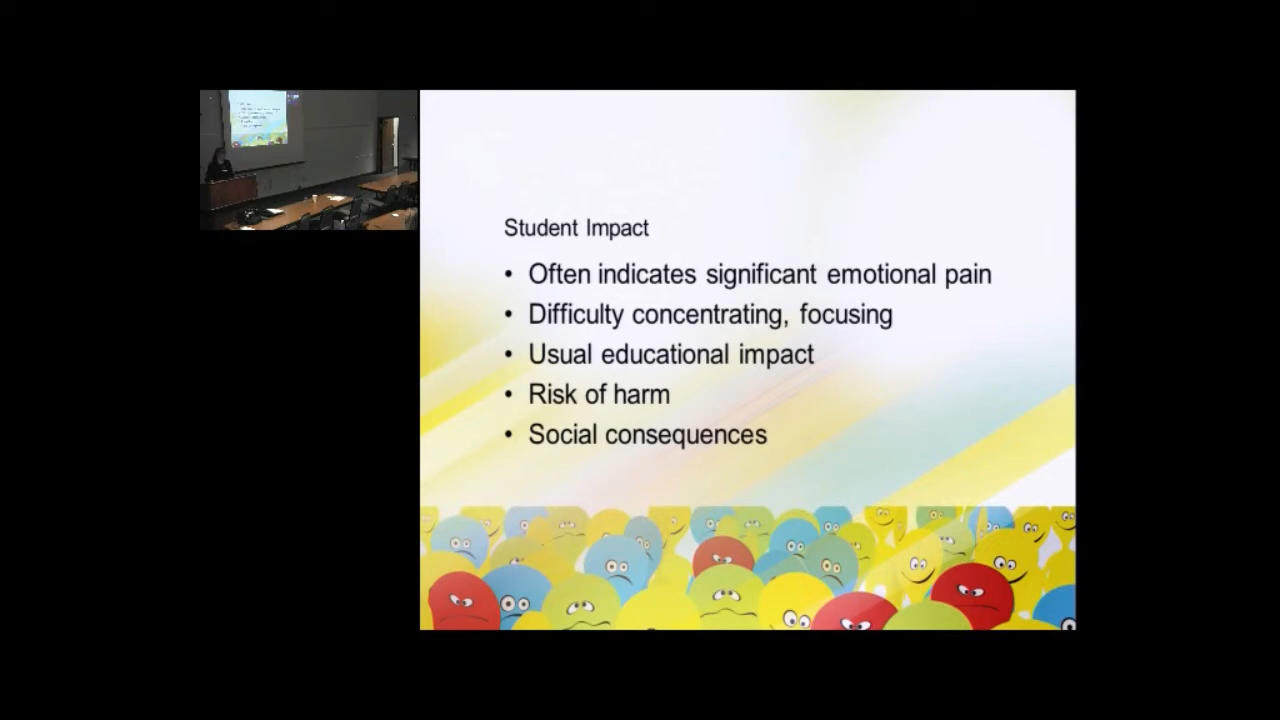 Student Impact
• Often indicates significant emotional pain
• Difficulty concentrating, focusing
• Usual educational impact
• Risk of harm
• Social consequences